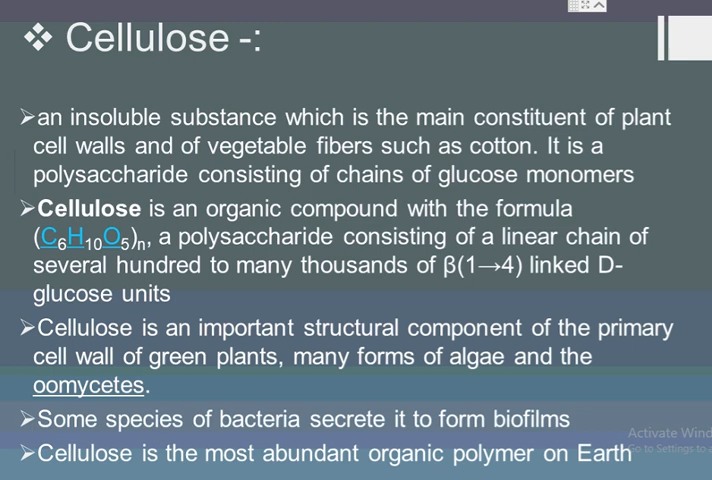 ❖ Cellulose -:
➢an insoluble substance which is the main constituent of plant
cell walls and of vegetable fibers such as cotton. It is a
polysaccharide consisting of chains of glucose monomers
➢Cellulose is an organic compound with the formula
(C₆H₁₀O₅)ₙ, a polysaccharide consisting of a linear chain of
several hundred to many thousands of β(1→4) linked D-
glucose units
➢Cellulose is an important structural component of the primary
cell wall of green plants, many forms of algae and the
oomycetes.
➢Some species of bacteria secrete it to form biofilms
➢Cellulose is the most abundant organic polymer on Earth
Activate Wind
Go to Settings to a